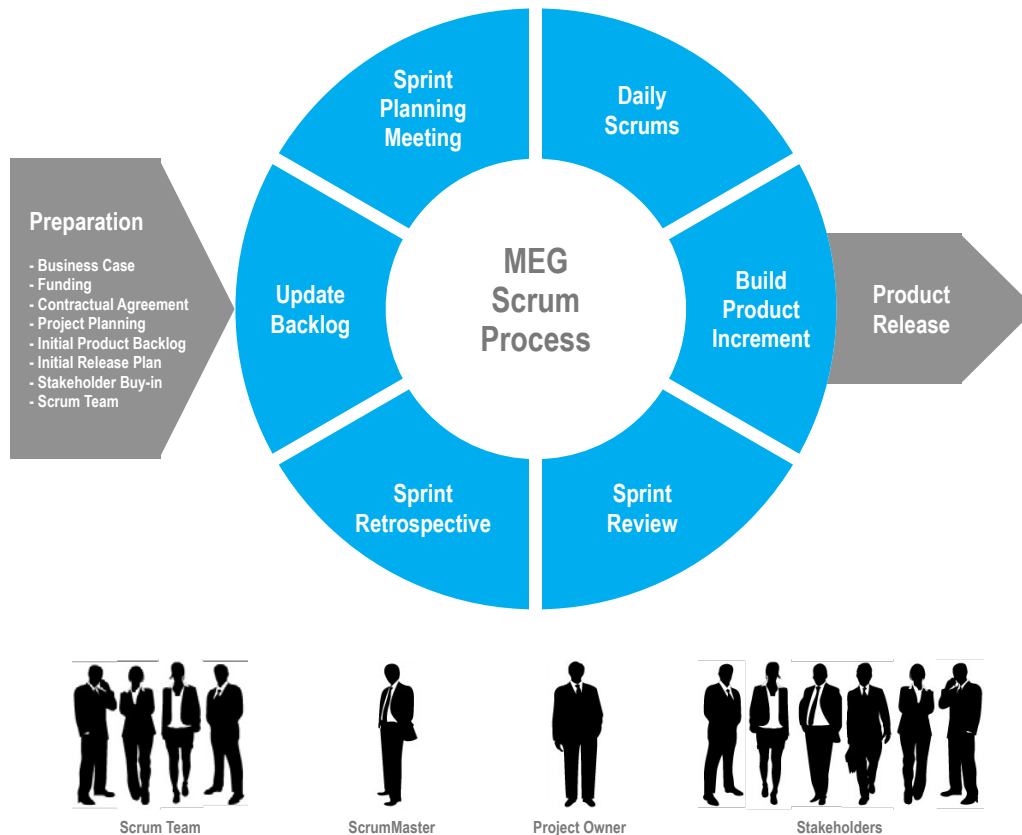 Preparation
- Business Case
- Funding
- Contractual Agreement
- Project Planning
- Initial Product Backlog
- Initial Release Plan
- Stakeholder Buy-in
- Scrum Team
Sprint
Planning
Meeting
Daily
Scrums
Update
Backlog
MEG
Scrum
Process
Build
Product
Increment
Product
Release
Sprint
Retrospective
Sprint
Review
Scrum Team
ScrumMaster
Project Owner
Stakeholders